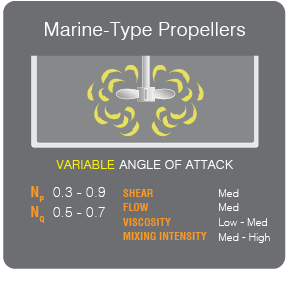 Marine-Type Propellers
VARIABLE ANGLE OF ATTACK
Np 0.3 - 0.9
Nq 0.5 - 0.7
SHEAR Med
FLOW Med
VISCOSITY Low - Med
MIXING INTENSITY Med - High